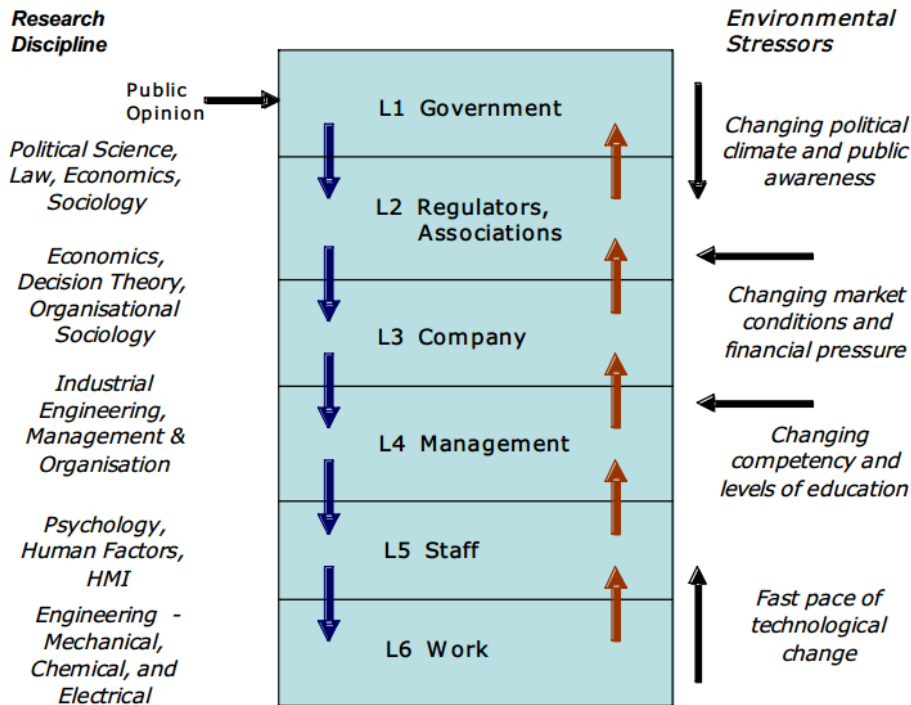 Research
Discipline
Public
Opinion
Political Science,
Law, Economics,
Sociology
Economics,
Decision Theory,
Organisational
Sociology
Industrial
Engineering,
Management &
Organisation
Psychology,
Human Factors,
HMI
Engineering -
Mechanical,
Chemical, and
Electrical
L1 Government
L2 Regulators,
Associations
L3 Company
L4 Management
L5 Staff
L6 Work
Environmental
Stressors
Changing political
climate and public
awareness
Changing market
conditions and
financial pressure
Changing
competency and
levels of education
Fast pace of
technological
change